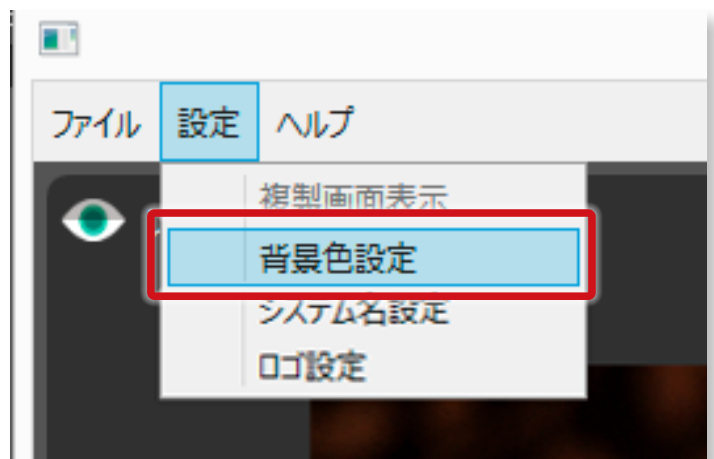 ファイル 設定 ヘルプ
複製画面表示
背景色設定
システム名設定
ロゴ設定